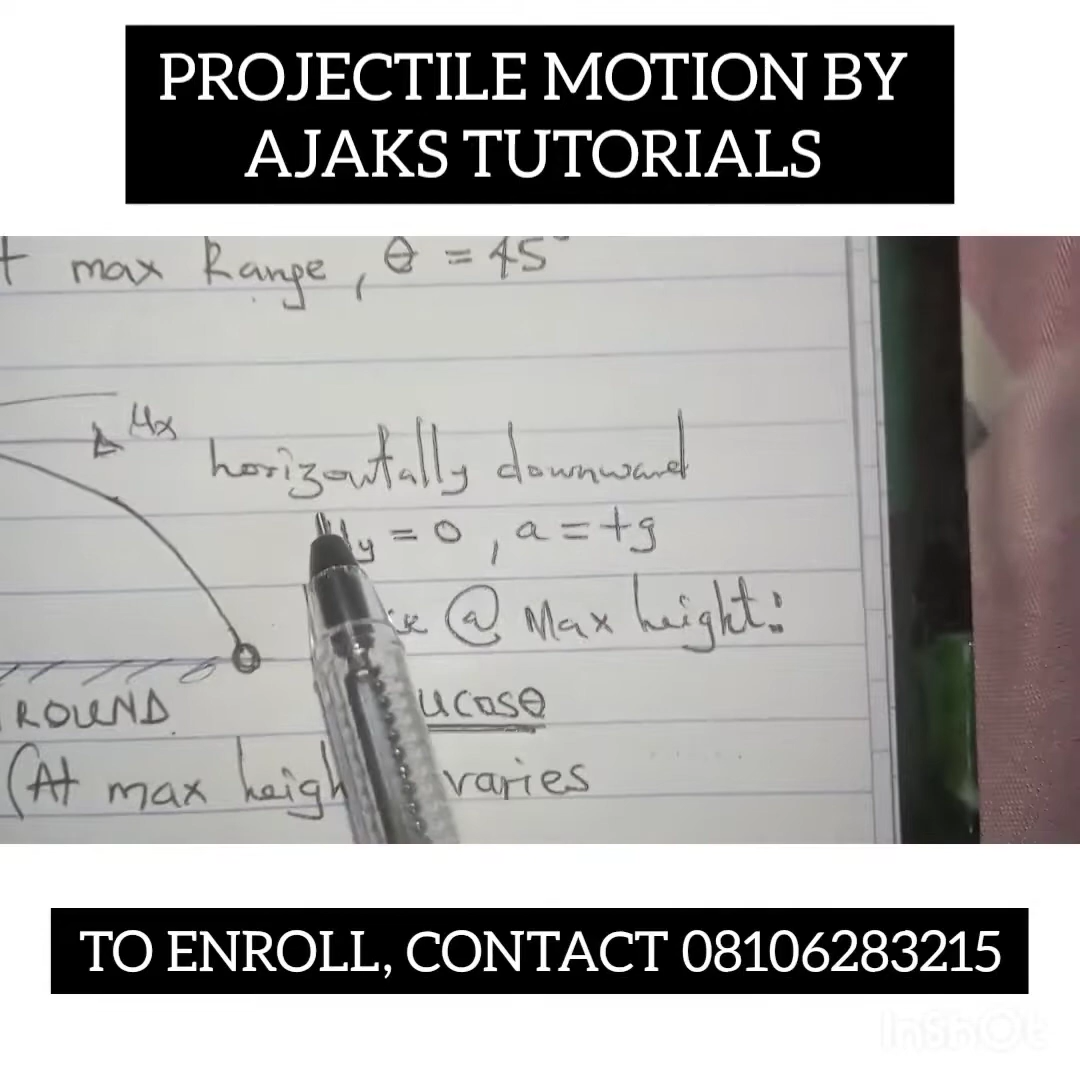 PROJECTILE MOTION BY
AJAKS TUTORIALS
max Range, θ = 45°
Ux
horizontally downward
y = 0, a = +g
@ Max height:
ROUND
ucosθ
(At max heigh varies
TO ENROLL, CONTACT 08106283215
InShOt